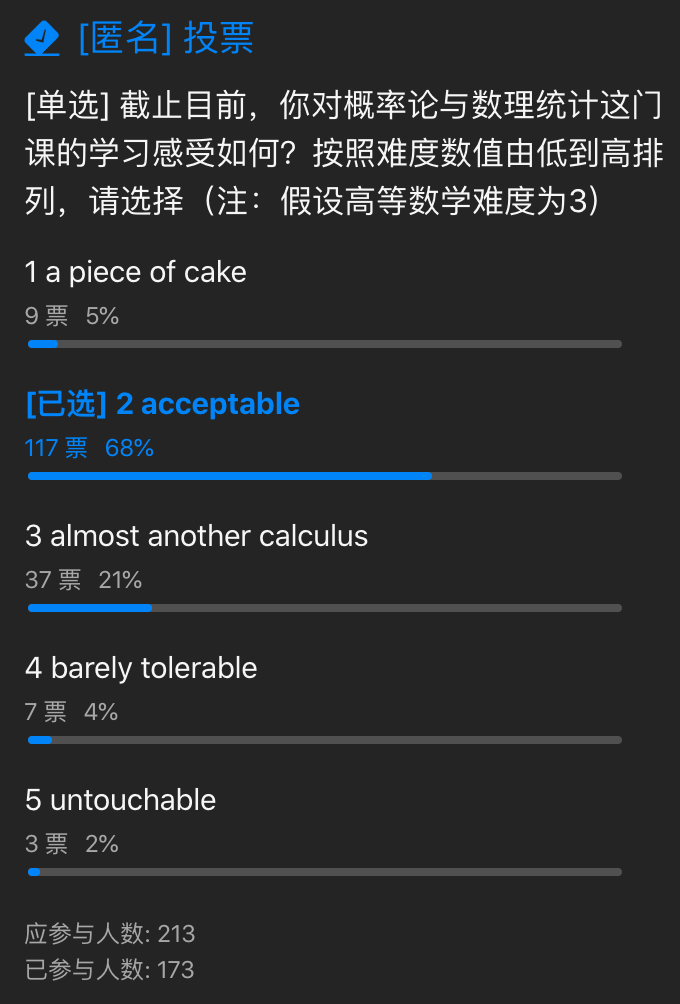 [匿名] 投票
[单选] 截止目前，你对概率论与数理统计这门
课的学习感受如何？按照难度数值由低到高排
列，请选择（注：假设高等数学难度为3）
1 a piece of cake
9 票 5%
[已选] 2 acceptable
117 票 68%
3 almost another calculus
37 票 21%
4 barely tolerable
7 票 4%
5 untouchable
3 票 2%
应参与人数: 213
已参与人数: 173